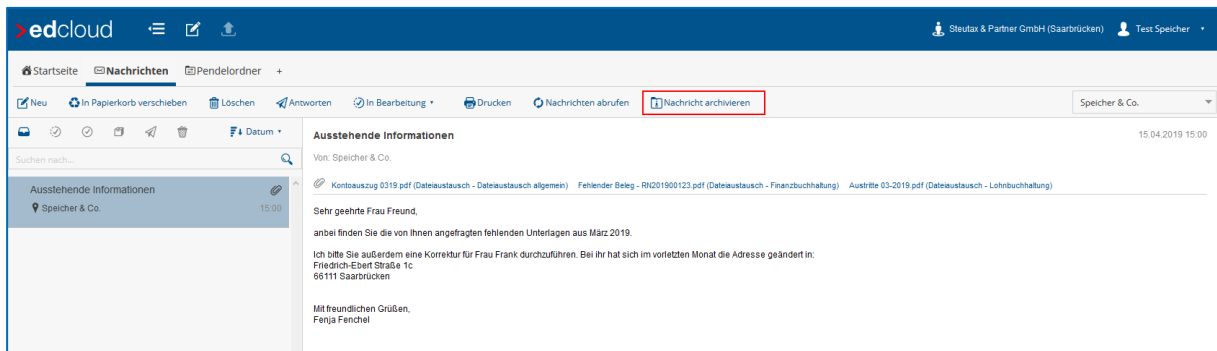 >edcloud Steutax & Partner GmbH (Saarbrücken) Test Speicher
Startseite Nachrichten Pendelordner +
Neu In Papierkorb verschieben Löschen Antworten In Bearbeitung Drucken Nachrichten abrufen Nachricht archivieren Speicher & Co.
Datum
Suchen nach...
Ausstehende Informationen
Speicher & Co. 15:00
Ausstehende Informationen 15.04.2019 15:00
Von: Speicher & Co.
Kontoauszug 0319.pdf (Dateiaustausch - Dateiaustausch allgemein) Fehlender Beleg - RN201900123.pdf (Dateiaustausch - Finanzbuchhaltung) Austritte 03-2019.pdf (Dateiaustausch - Lohnbuchhaltung)
Sehr geehrte Frau Freund,
anbei finden Sie die von Ihnen angefragten fehlenden Unterlagen aus März 2019.
Ich bitte Sie außerdem eine Korrektur für Frau Frank durchzuführen. Bei ihr hat sich im vorletzten Monat die Adresse geändert in:
Friedrich-Ebert Straße 1c
66111 Saarbrücken
Mit freundlichen Grüßen,
Fenja Fenchel